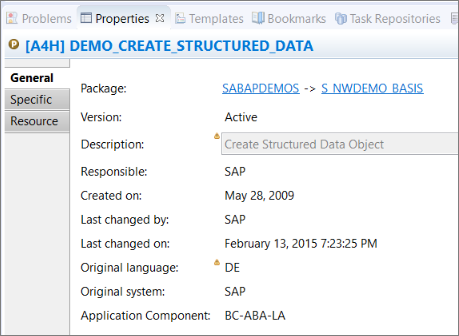 Problems Properties Templates Bookmarks Task Repositories
P [A4H] DEMO_CREATE_STRUCTURED_DATA
General
Specific
Resource
Package: SABAPDEMOS -> S_NWDEMO_BASIS
Version: Active
Description: Create Structured Data Object
Responsible: SAP
Created on: May 28, 2009
Last changed by: SAP
Last changed on: February 13, 2015 7:23:25 PM
Original language: DE
Original system: SAP
Application Component: BC-ABA-LA